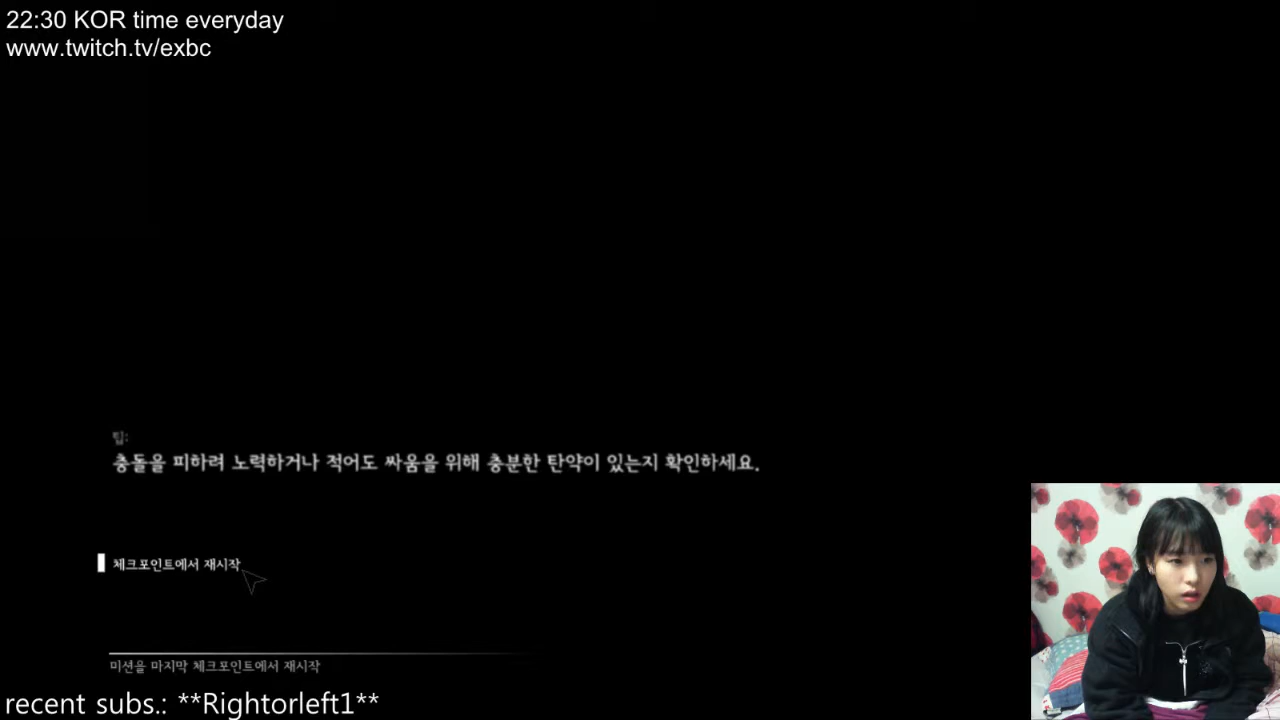 22:30 KOR time everyday
www.twitch.tv/exbc
팁:
충돌을 피하려 노력하거나 적어도 싸움을 위해 충분한 탄약이 있는지 확인하세요.
체크포인트에서 재시작
미션을 마지막 체크포인트에서 재시작
recent subs.: **Rightorleft1**